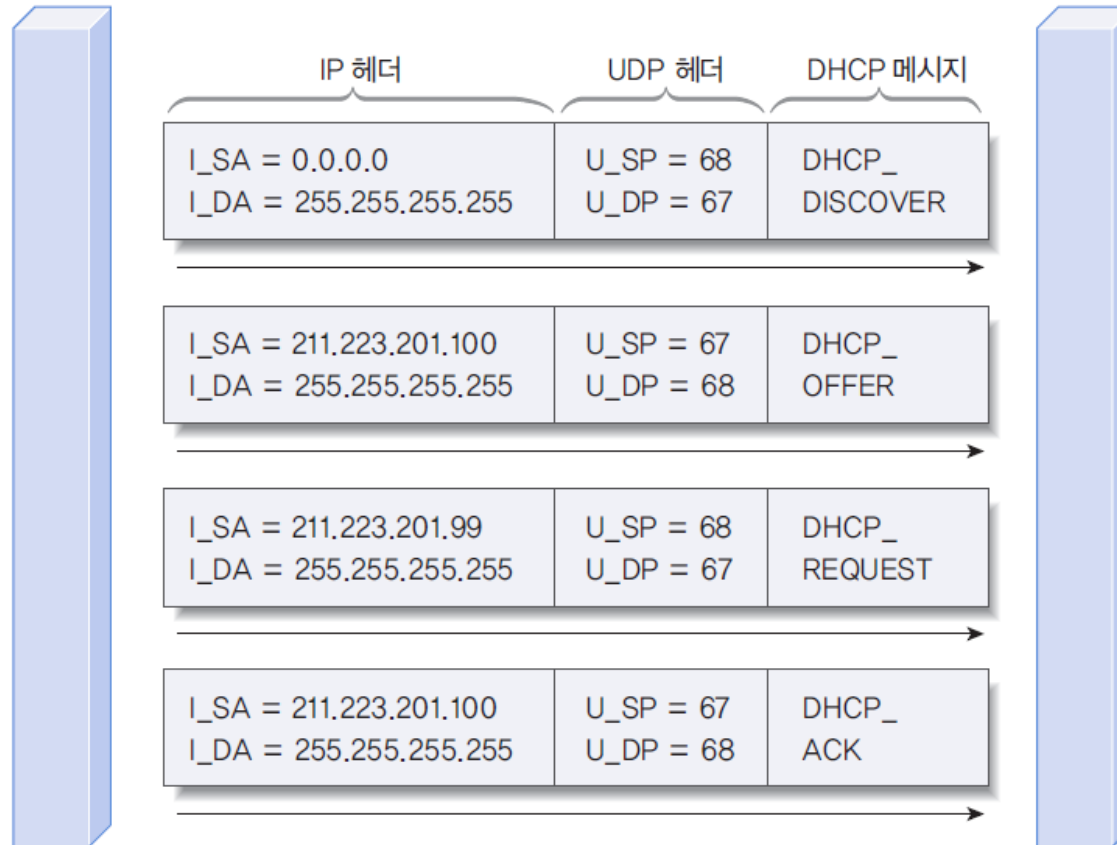 IP 헤더 UDP 헤더 DHCP 메시지
I_SA = 0.0.0.0 U_SP = 68 DHCP_
I_DA = 255.255.255.255 U_DP = 67 DISCOVER
I_SA = 211.223.201.100 U_SP = 67 DHCP_
I_DA = 255.255.255.255 U_DP = 68 OFFER
I_SA = 211.223.201.99 U_SP = 68 DHCP_
I_DA = 255.255.255.255 U_DP = 67 REQUEST
I_SA = 211.223.201.100 U_SP = 67 DHCP_
I_DA = 255.255.255.255 U_DP = 68 ACK